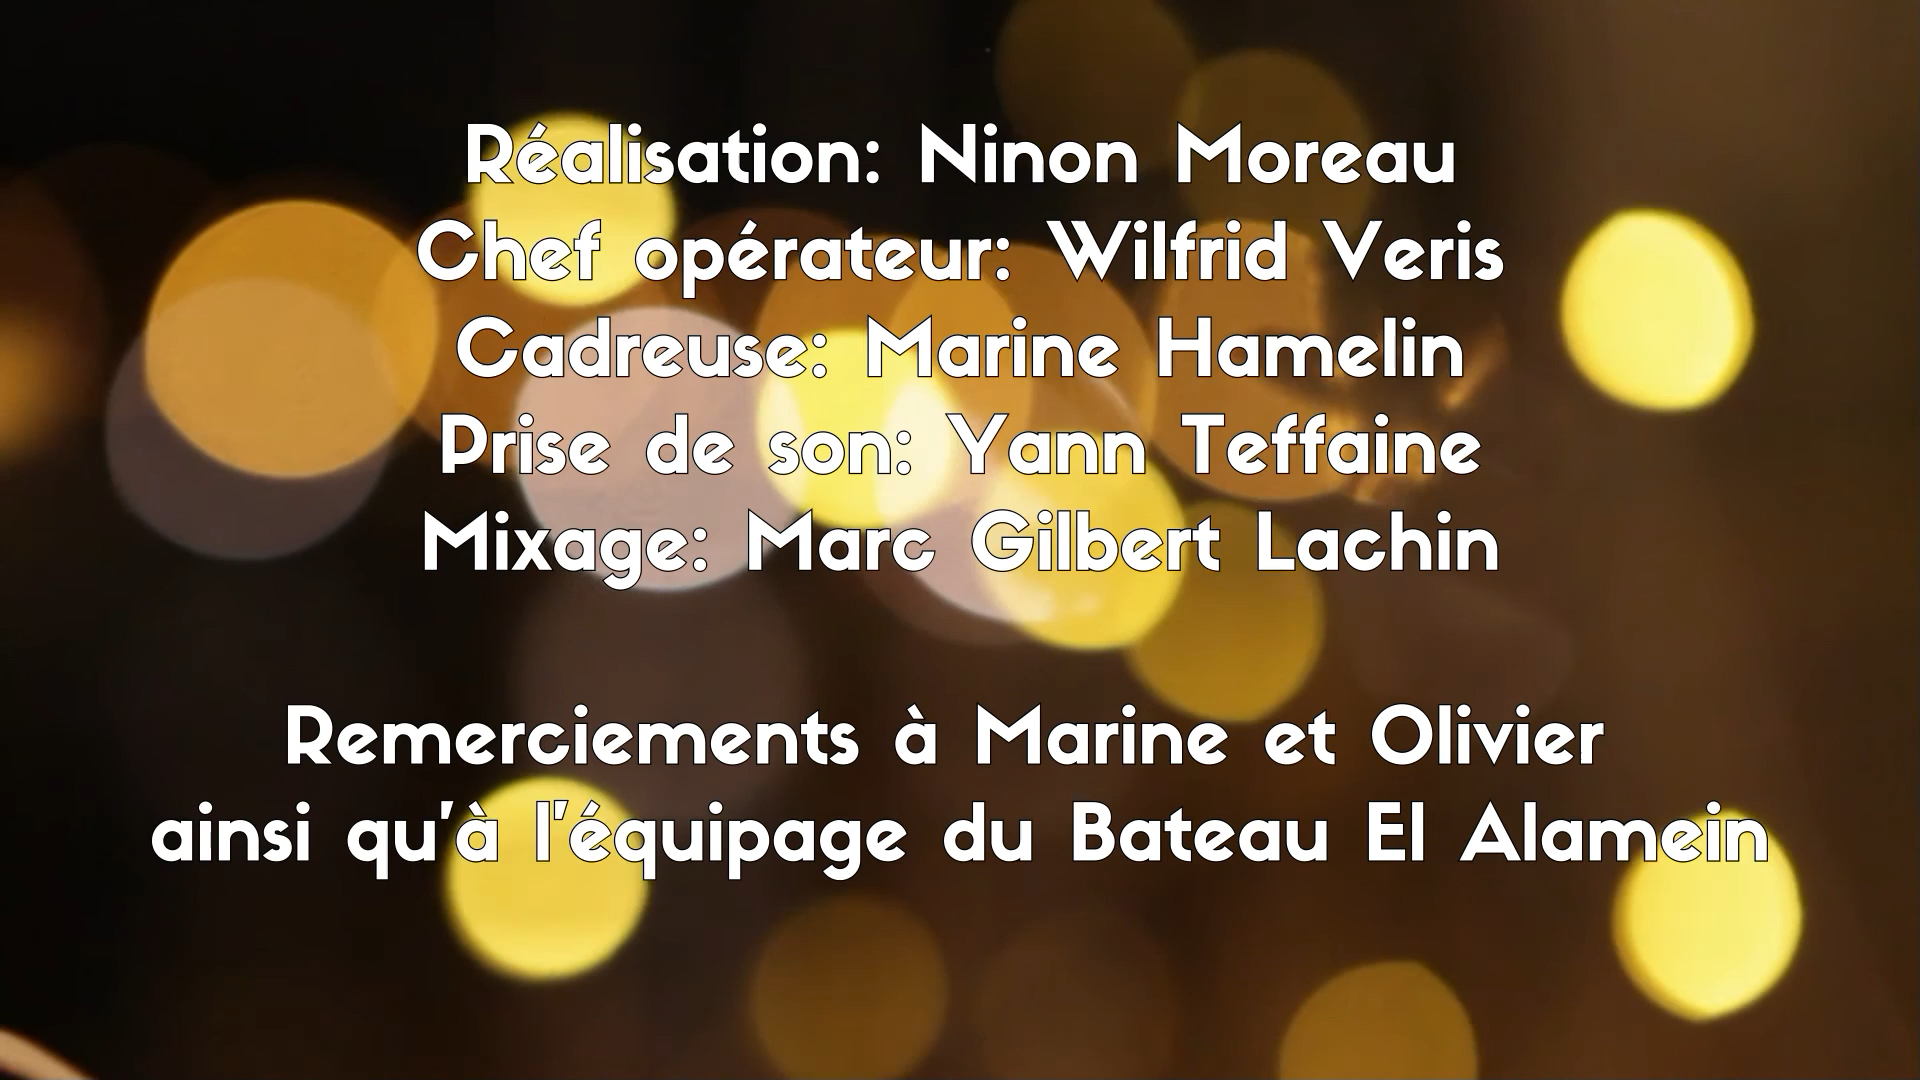 Réalisation: Ninon Moreau
Chef opérateur: Wilfrid Veris
Cadreuse: Marine Hamelin
Prise de son: Yann Teffaine
Mixage: Marc Gilbert Lachin
Remerciements à Marine et Olivier
ainsi qu'à l'équipage du Bateau El Alamein